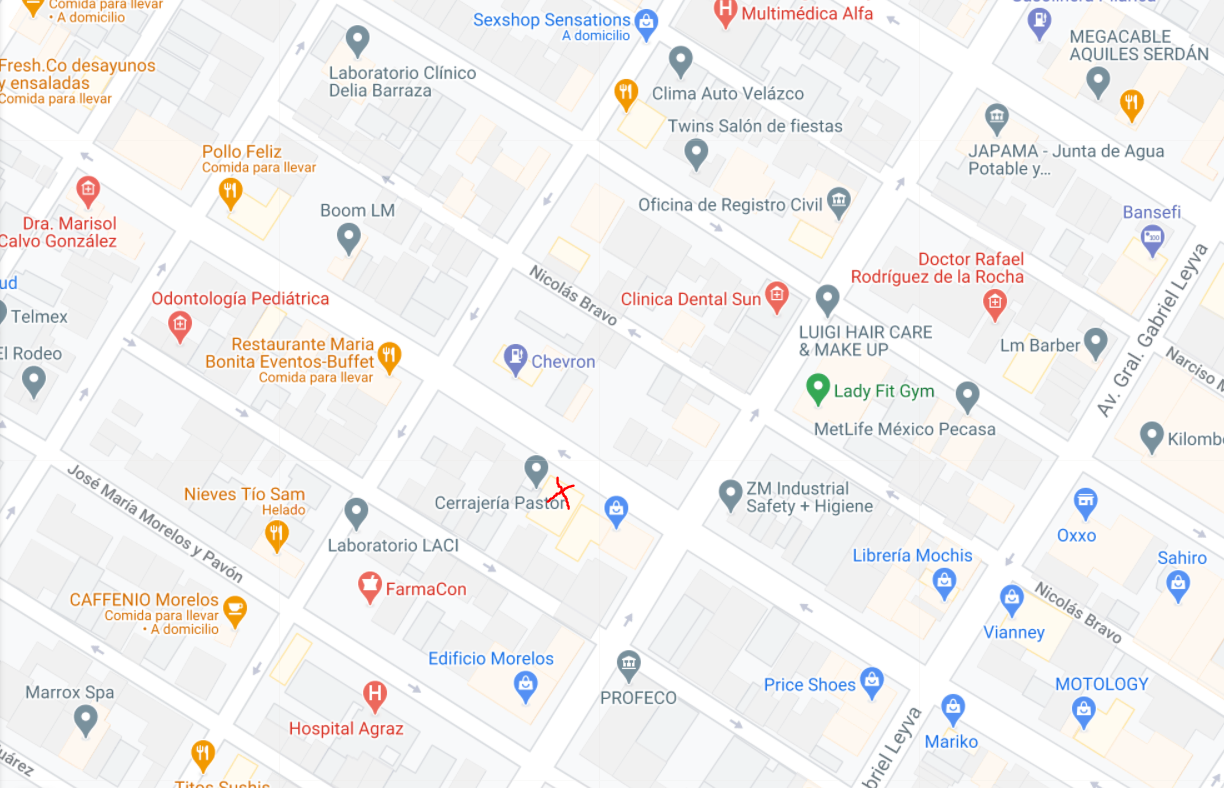 Comida para llevar
• A domicilio
Sexshop Sensations
A domicilio
Multimédica Alfa
MEGACABLE
AQUILES SERDÁN
Fresh.Co desayunos
y ensaladas
Comida para llevar
Laboratorio Clínico
Delia Barraza
Clima Auto Velázco
Twins Salón de fiestas
JAPAMA - Junta de Agua
Potable y...
Pollo Feliz
Comida para llevar
Boom LM
Oficina de Registro Civil
Bansefi
Dra. Marisol
Calvo González
Doctor Rafael
Rodríguez de la Rocha
Nicolás Bravo
Clinica Dental Sun
Odontología Pediátrica
Telmex
LUIGI HAIR CARE
& MAKE UP
Av. Gral. Gabriel Leyva
Restaurante Maria
Bonita Eventos-Buffet
Comida para llevar
El Rodeo
Chevron
Lm Barber
Narciso
Lady Fit Gym
MetLife México Pecasa
Kilombo
José María Morelos y Pavón
Nieves Tío Sam
Helado
Cerrajería Pastor
ZM Industrial
Safety + Higiene
Laboratorio LACI
Oxxo
Librería Mochis
Sahiro
FarmaCon
CAFFENIO Morelos
Comida para llevar
• A domicilio
Nicolás Bravo
Vianney
Edificio Morelos
Marrox Spa
PROFECO
Price Shoes
MOTOLOGY
Hospital Agraz
Mariko
briel Leyva
uárez
Titos Sushis